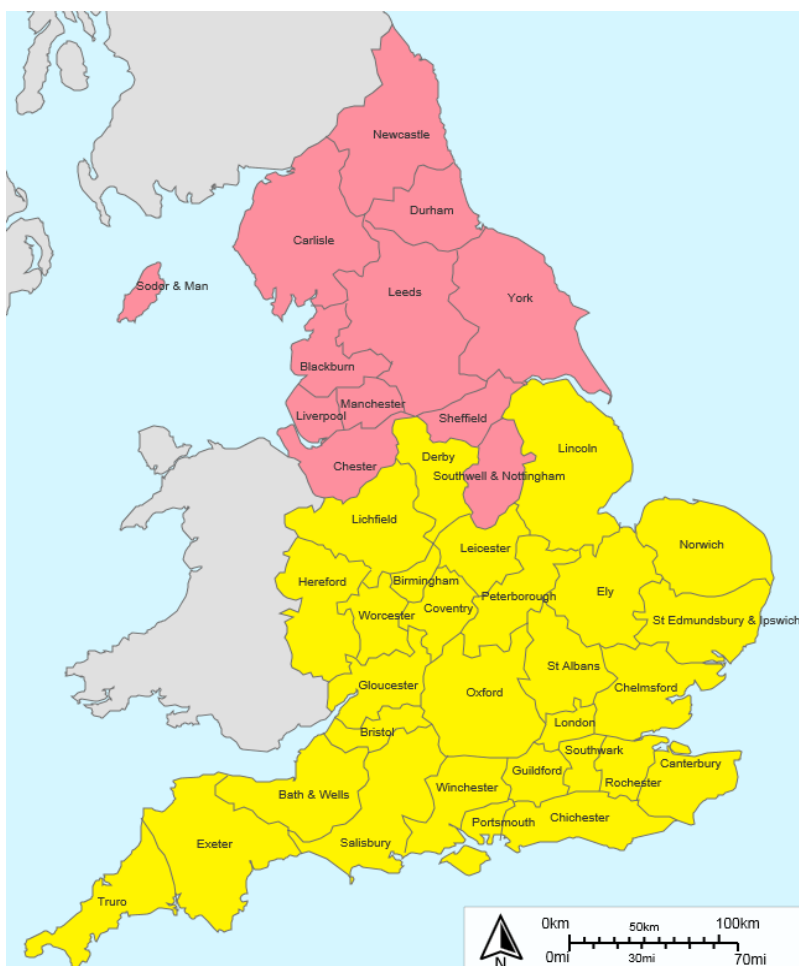 Newcastle
Durham
Carlisle
Sodor & Man
Leeds
York
Blackburn
Manchester
Liverpool
Sheffield
Chester
Derby
Lincoln
Southwell & Nottingham
Lichfield
Leicester
Norwich
Hereford
Birmingham
Peterborough
Ely
Worcester
Coventry
St Edmundsbury & Ipswich
St Albans
Gloucester
Oxford
Chelmsford
London
Bristol
Southwark
Canterbury
Guildford
Rochester
Winchester
Bath & Wells
Portsmouth
Chichester
Exeter
Salisbury
Truro
0km 50km 100km
0mi 30mi 70mi
N